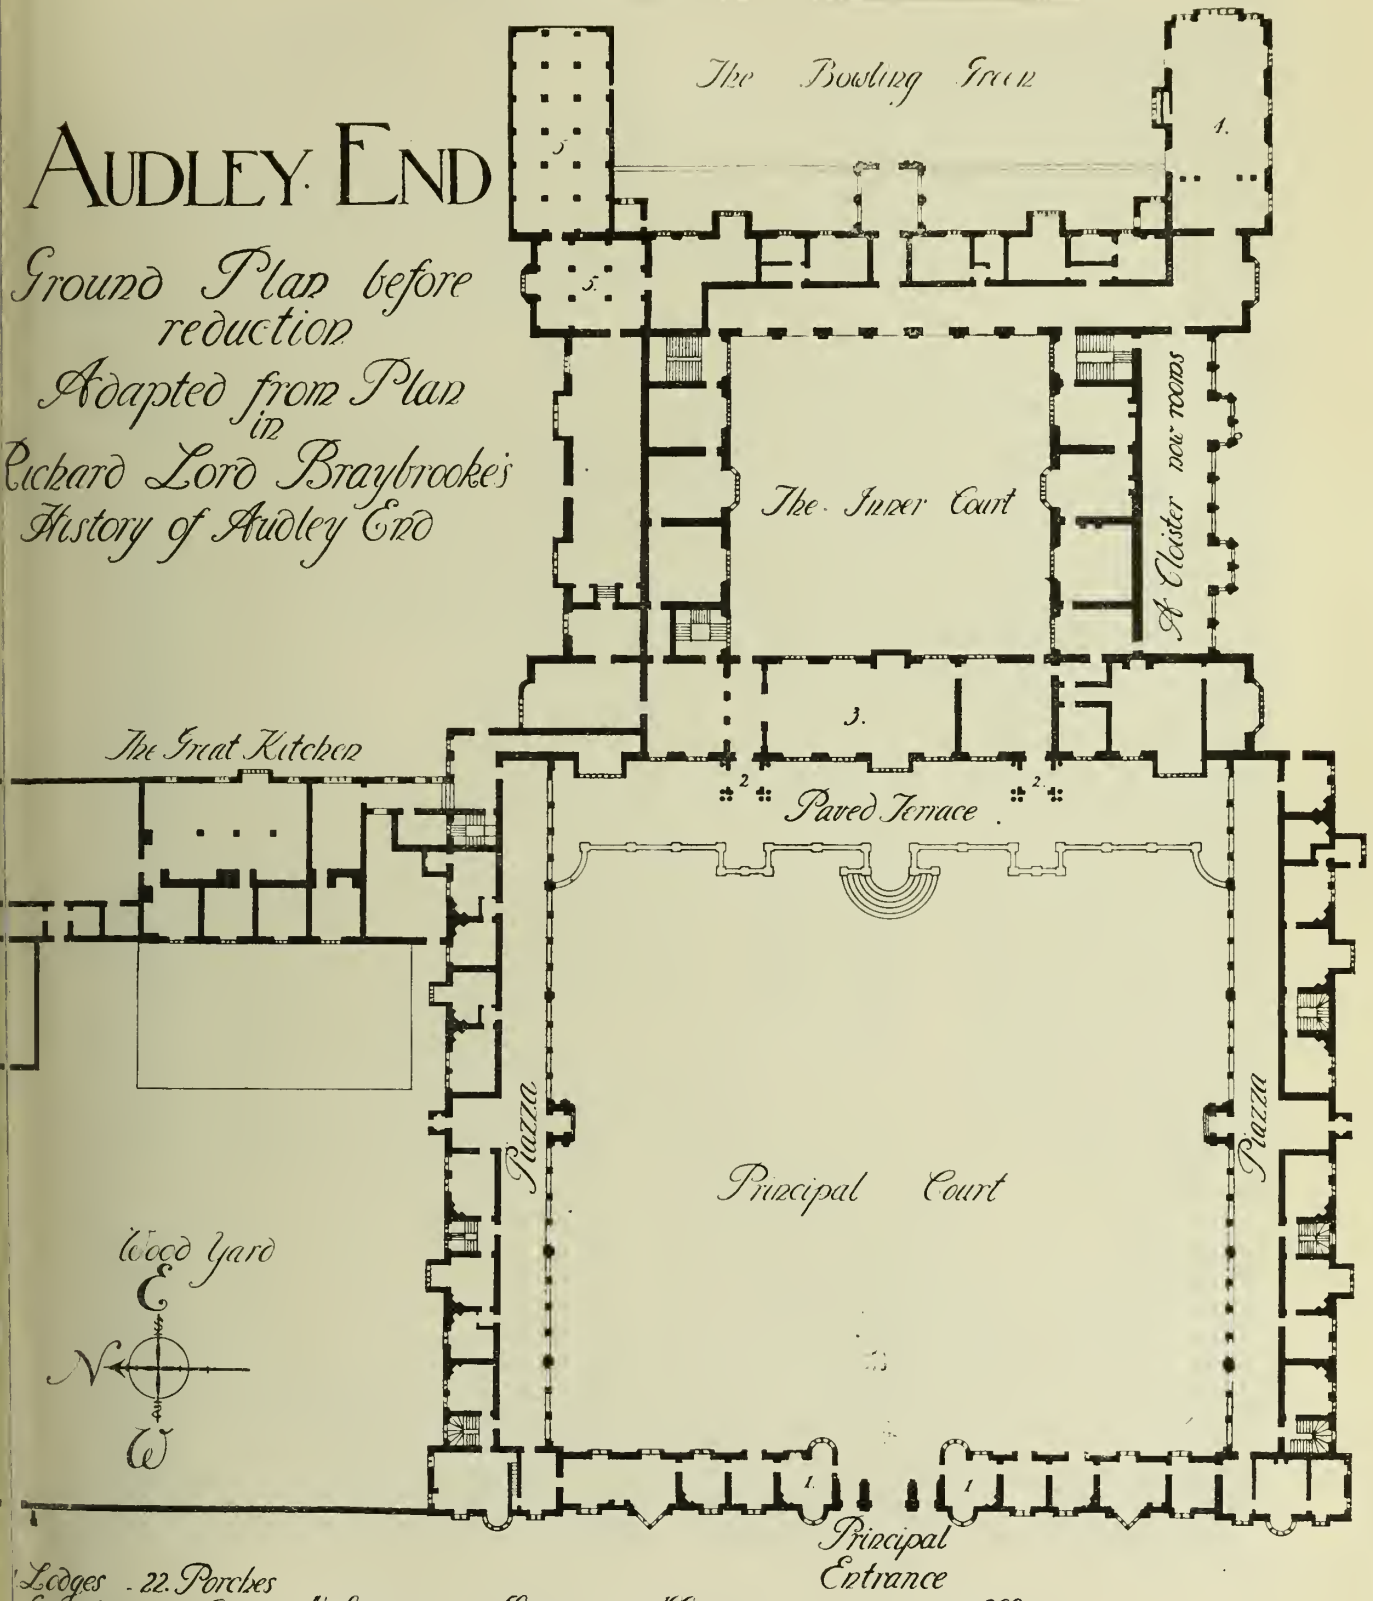 The Bowling Green
AUDLEY END
Ground Plan before
reduction
Adapted from Plan
in
Richard Lord Braybrooke's
History of Audley End
5
4.
5.
The Inner Court
A Cloister now rooms
3.
The Great Kitchen
2
2.
Paved Terrace
Piazza
Piazza
Principal Court
Wood Yard
E
N
S
W
1.
1
Principal
Entrance
Lodges - 22. Porches